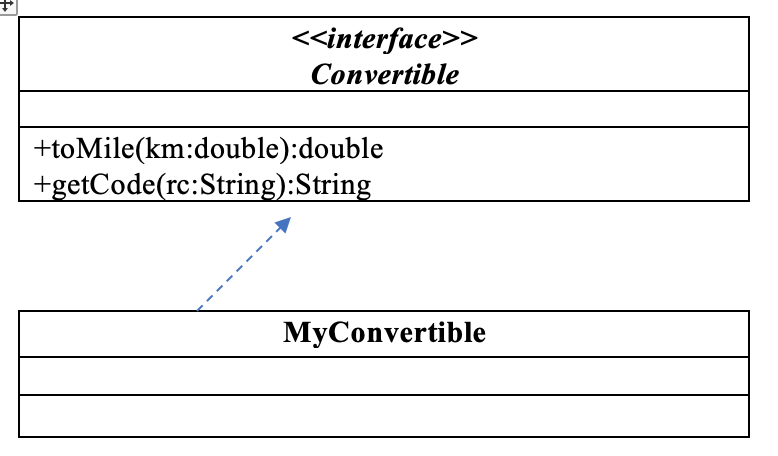 <<interface>>
Convertible
+toMile(km:double):double
+getCode(rc:String):String
MyConvertible